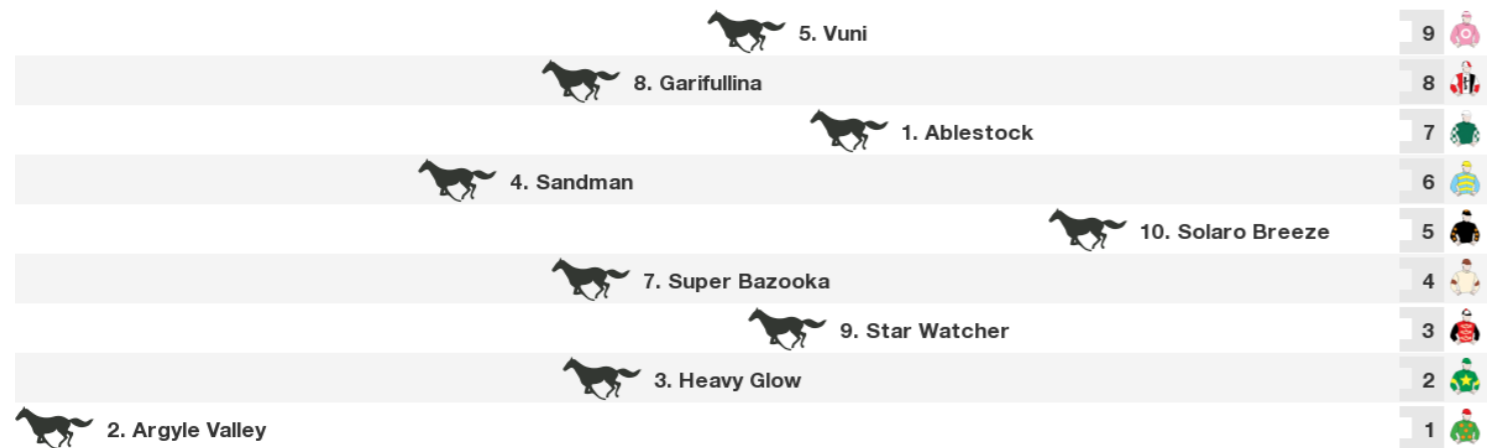 5. Vuni 9
8. Garifullina 8
1. Ablestock 7
4. Sandman 6
10. Solaro Breeze 5
7. Super Bazooka 4
9. Star Watcher 3
3. Heavy Glow 2
2. Argyle Valley 1